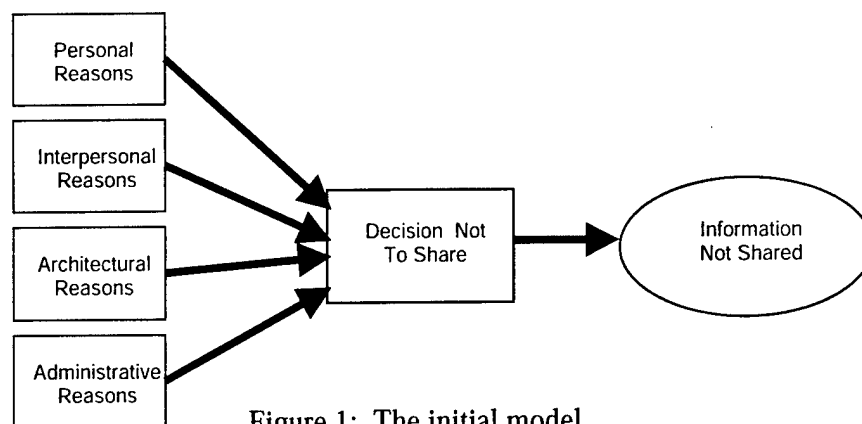 Personal
Reasons
Interpersonal
Reasons
Architectural
Reasons
Administrative
Reasons
Decision Not
To Share
Information
Not Shared
Figure 1: The initial model